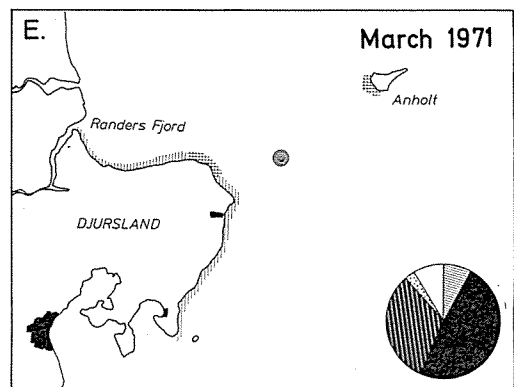 E.
March 1971
Anholt
Randers Fjord
DJURSLAND